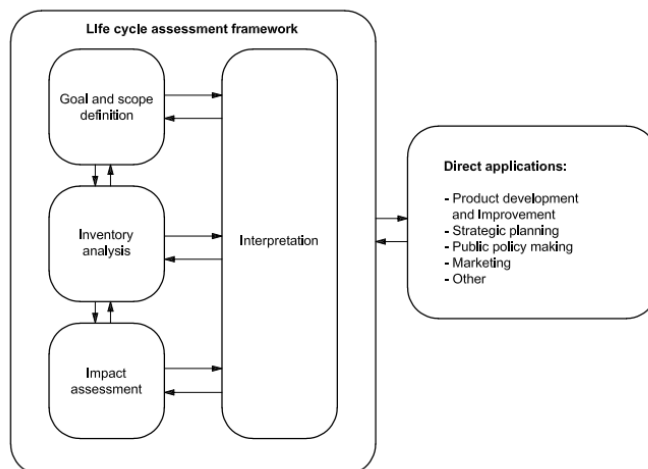 Life cycle assessment framework
Goal and scope
definition
Inventory
analysis
Impact
assessment
Interpretation
Direct applications:
- Product development
and Improvement
- Strategic planning
- Public policy making
- Marketing
- Other